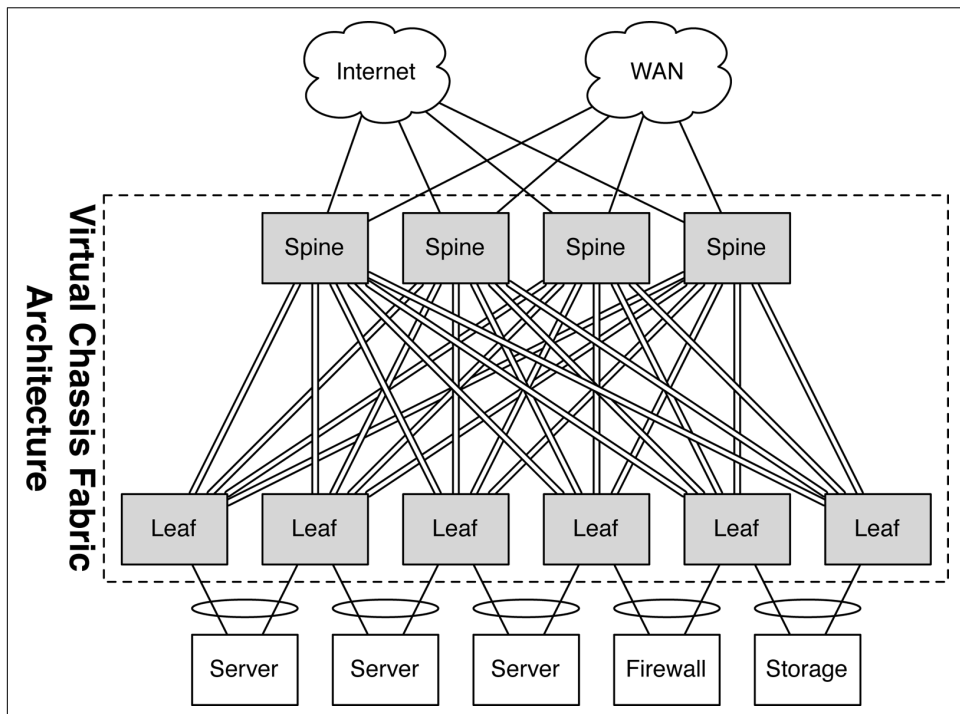 Internet
WAN
Virtual Chassis Fabric
Architecture
Spine
Spine
Spine
Spine
Leaf
Leaf
Leaf
Leaf
Leaf
Leaf
Server
Server
Server
Firewall
Storage